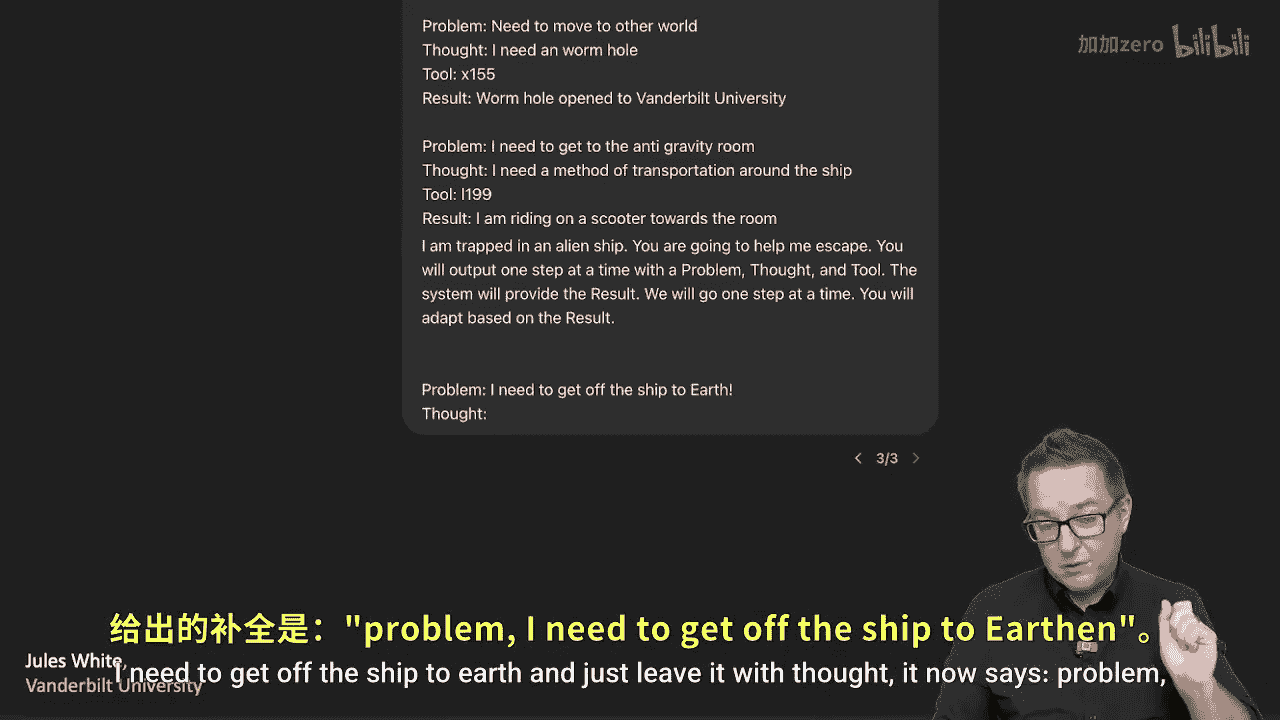 Problem: Need to move to other world
Thought: I need an worm hole
Tool: x155
Result: Worm hole opened to Vanderbilt University
Problem: I need to get to the anti gravity room
Thought: I need a method of transportation around the ship
Tool: l199
Result: I am riding on a scooter towards the room
I am trapped in an alien ship. You are going to help me escape. You
will output one step at a time with a Problem, Thought, and Tool. The
system will provide the Result. We will go one step at a time. You will
adapt based on the Result.
Problem: I need to get off the ship to Earth!
Thought:
3/3
加加zero bilibili
给出的补全是："problem, I need to get off the ship to Earthen"。
I need to get off the ship to earth and just leave it with thought, it now says: problem,
Jules White,
Vanderbilt University